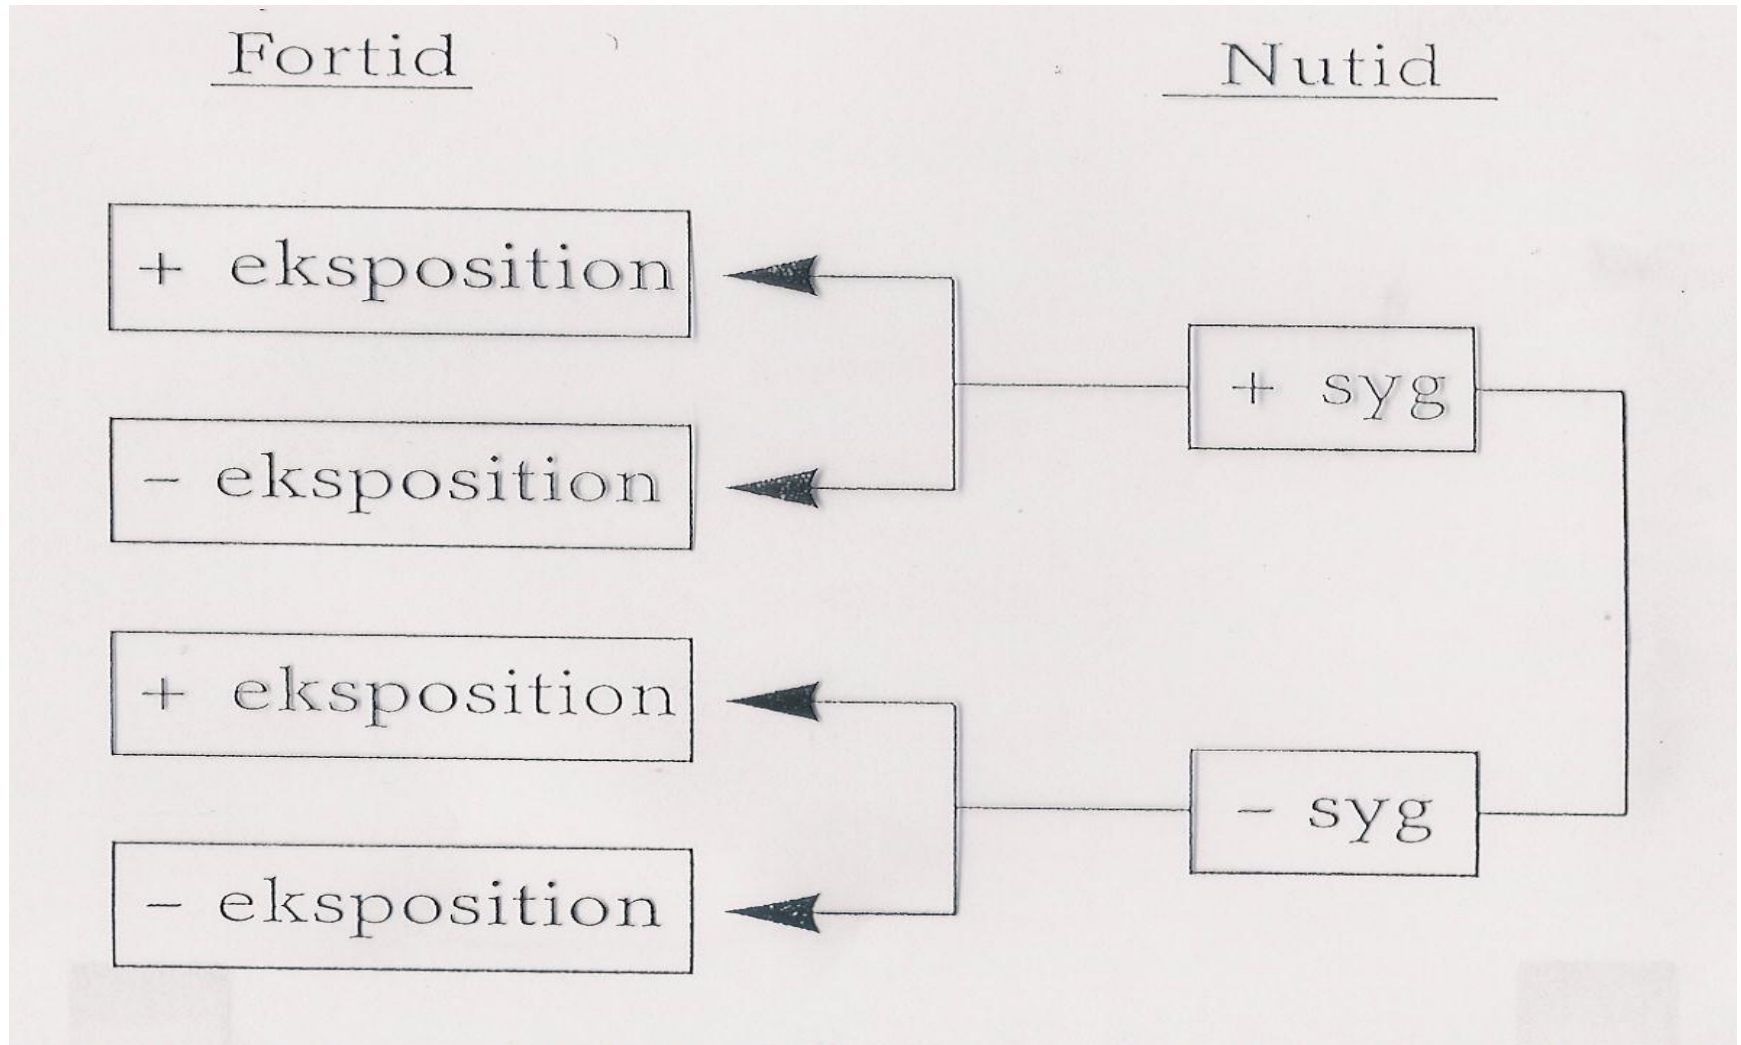 Fortid
Nutid
+ eksposition
- eksposition
+ eksposition
- eksposition
+ syg
- syg